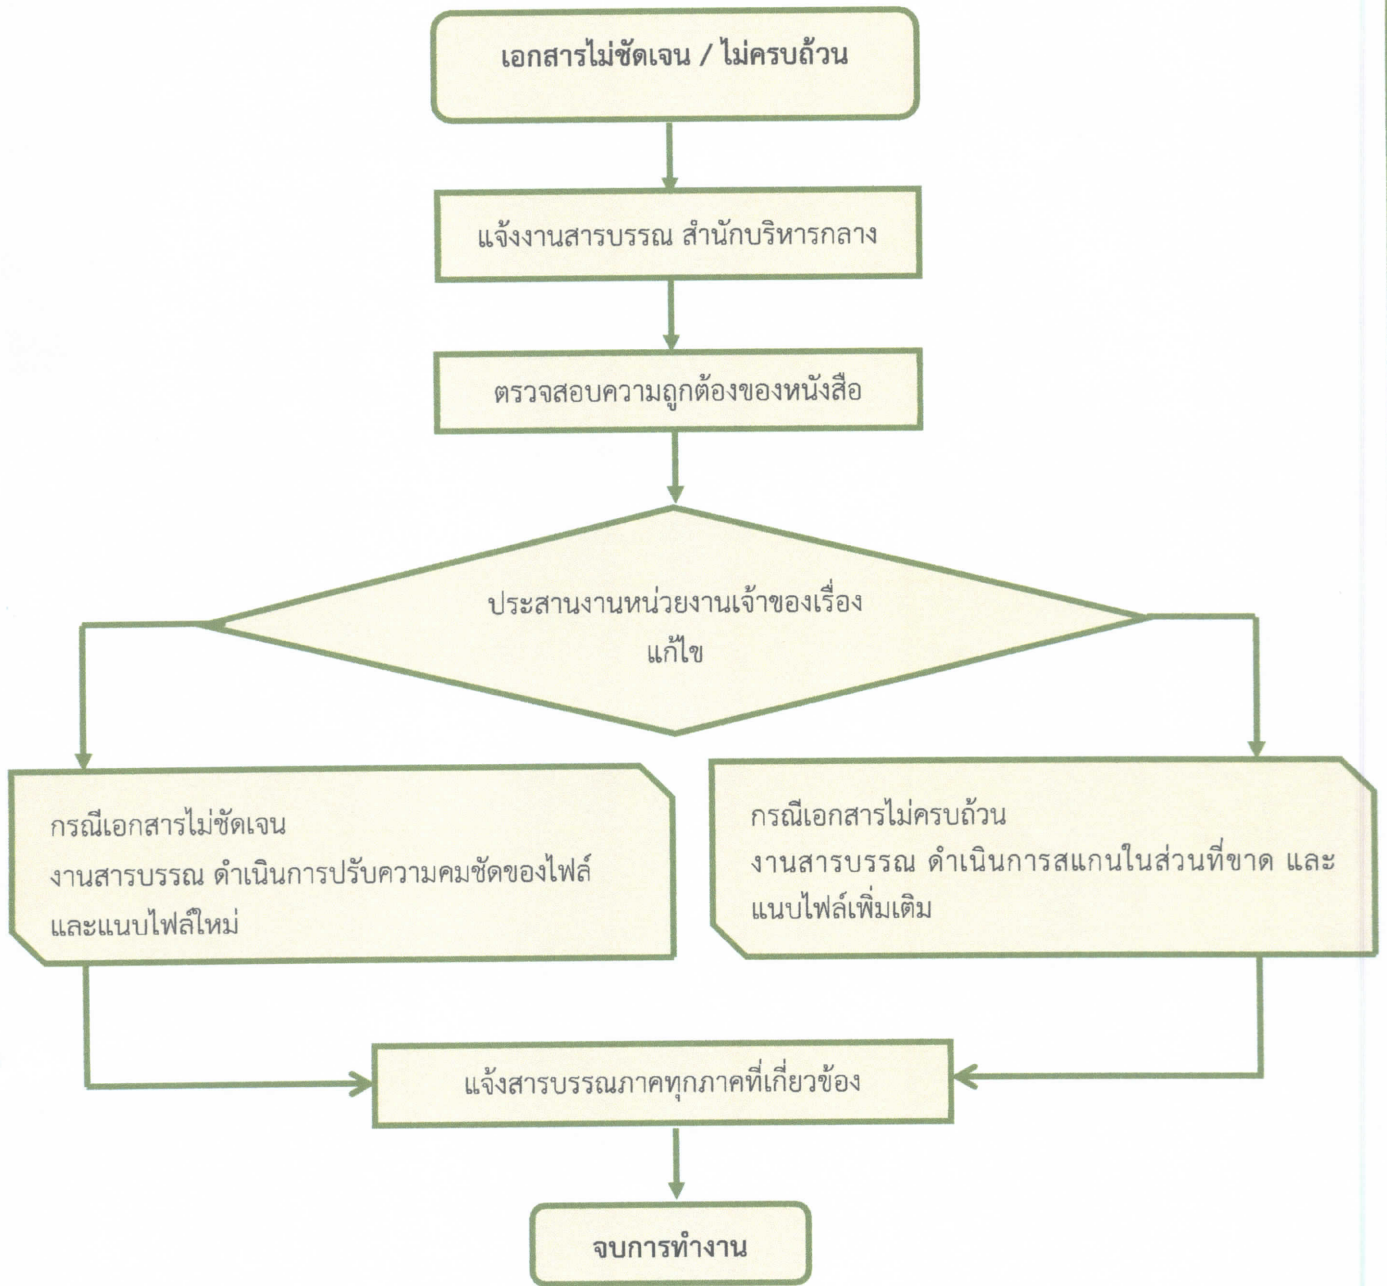 เอกสารไม่ชัดเจน / ไม่ครบถ้วน
แจ้งงานสารบรรณ สำนักบริหารกลาง
ตรวจสอบความถูกต้องของหนังสือ
ประสานงานหน่วยงานเจ้าของเรื่อง
แก้ไข
กรณีเอกสารไม่ชัดเจน
งานสารบรรณ ดำเนินการปรับความคมชัดของไฟล์
และแนบไฟล์ใหม่
กรณีเอกสารไม่ครบถ้วน
งานสารบรรณ ดำเนินการสแกนในส่วนที่ขาด และ
แนบไฟล์เพิ่มเติม
แจ้งสารบรรณภาคทุกภาคที่เกี่ยวข้อง
จบการทำงาน